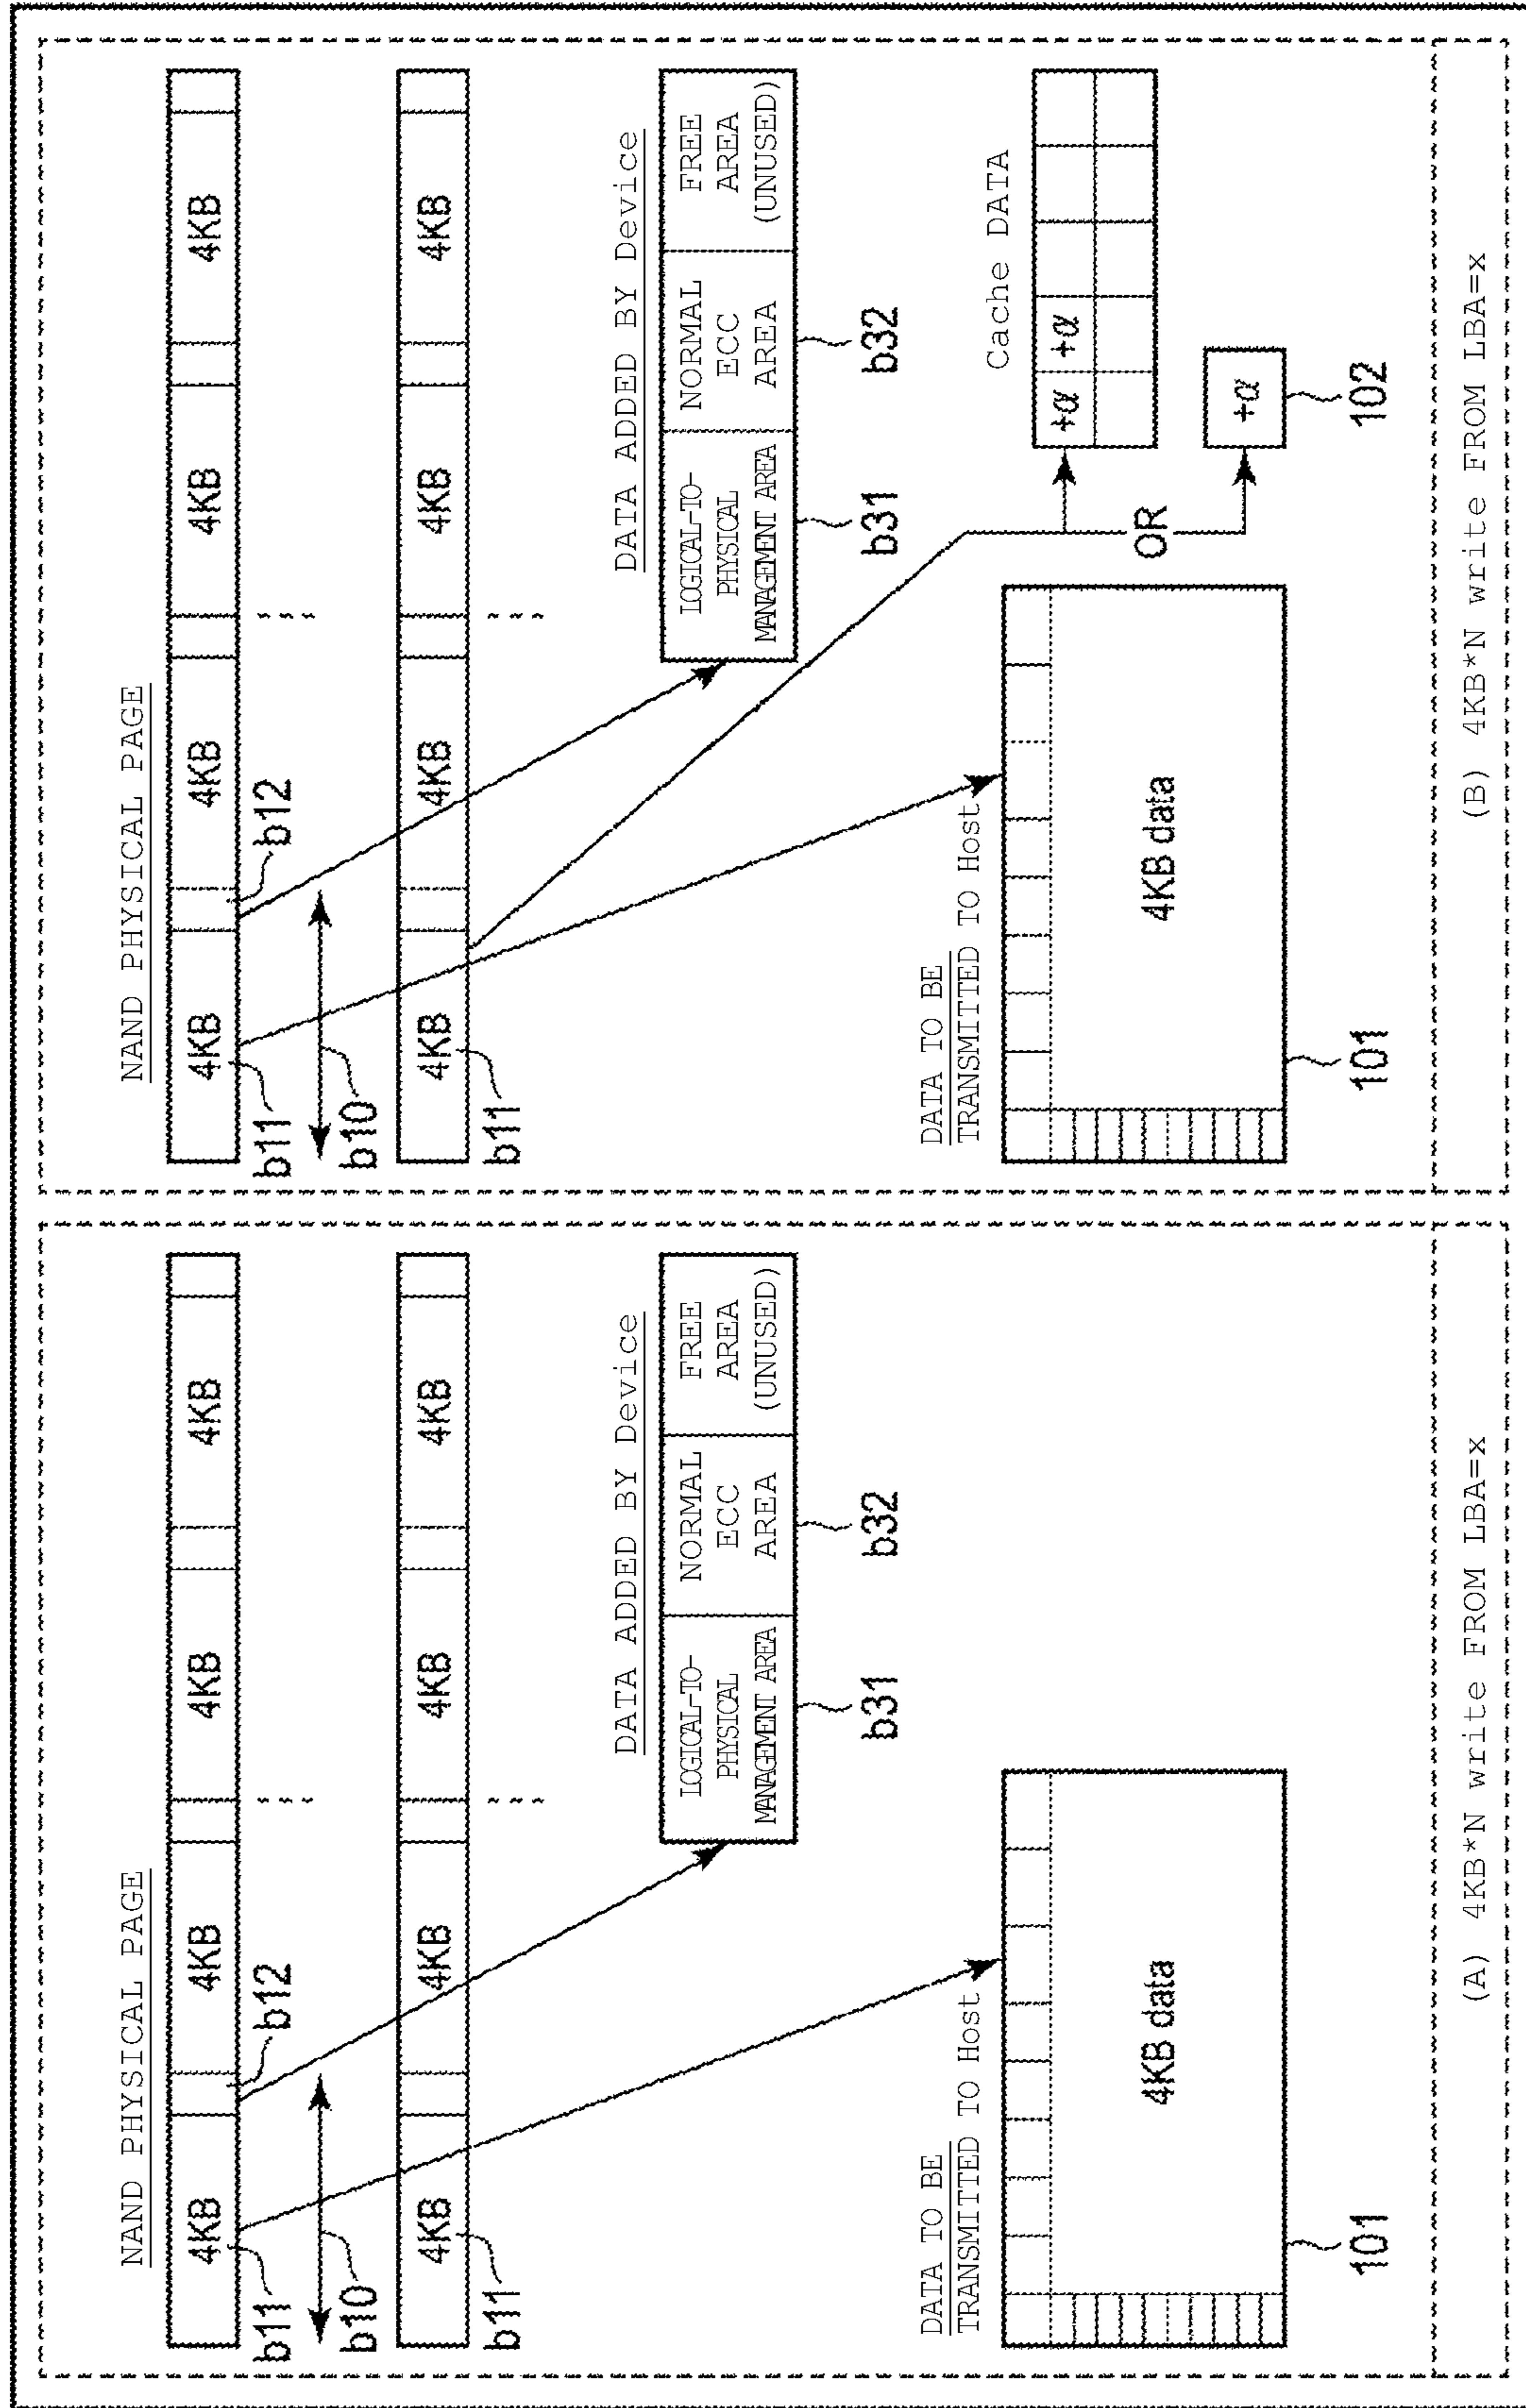 NAND PHYSICAL PAGE
4KB
4KB
4KB
4KB
b11
b12
b10
4KB
4KB
4KB
4KB
b11
DATA ADDED BY Device
LOGICAL-TO-
PHYSICAL
MANAGEMENT AREA
NORMAL
ECC
AREA
FREE
AREA
(UNUSED)
b31
b32
DATA TO BE
TRANSMITTED TO Host
4KB data
101
(A) 4KB*N write FROM LBA=x
NAND PHYSICAL PAGE
4KB
4KB
4KB
4KB
b11
b12
b10
4KB
4KB
4KB
4KB
b11
DATA ADDED BY Device
LOGICAL-TO-
PHYSICAL
MANAGEMENT AREA
NORMAL
ECC
AREA
FREE
AREA
(UNUSED)
b31
b32
DATA TO BE
TRANSMITTED TO Host
4KB data
101
Cache DATA
+α
+α
OR
+α
102
(B) 4KB*N write FROM LBA=x